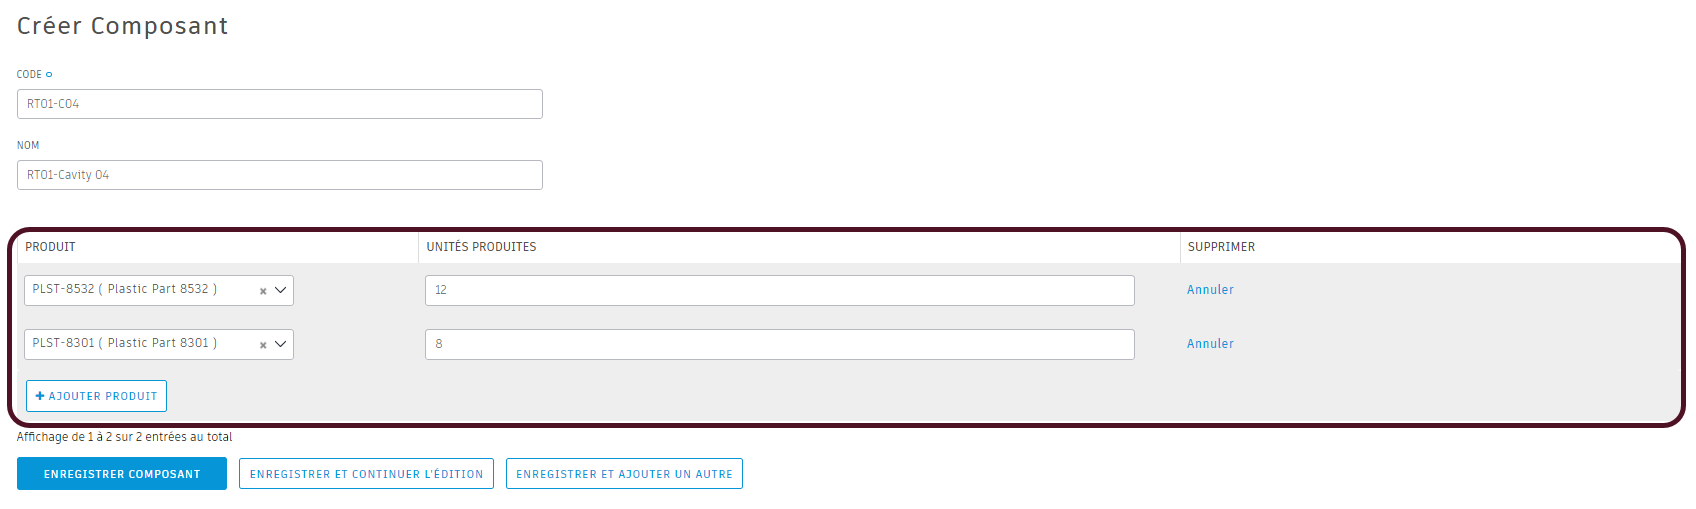 Créer Composant
CODE
RT01-C04
NOM
RT01-Cavity 04
PRODUIT UNITÉS PRODUITES SUPPRIMER
PLST-8532 ( Plastic Part 8532 ) 12 Annuler
PLST-8301 ( Plastic Part 8301 ) 8 Annuler
+ AJOUTER PRODUIT
Affichage de 1 à 2 sur 2 entrées au total
ENREGISTRER COMPOSANT ENREGISTRER ET CONTINUER L'ÉDITION ENREGISTRER ET AJOUTER UN AUTRE